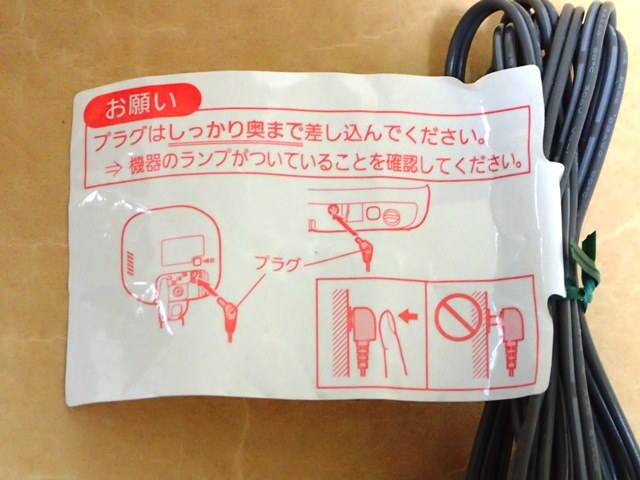 お願い
プラグはしっかり奥まで差し込んでください。
⇒ 機器のランプがついていることを確認してください。
プラグ